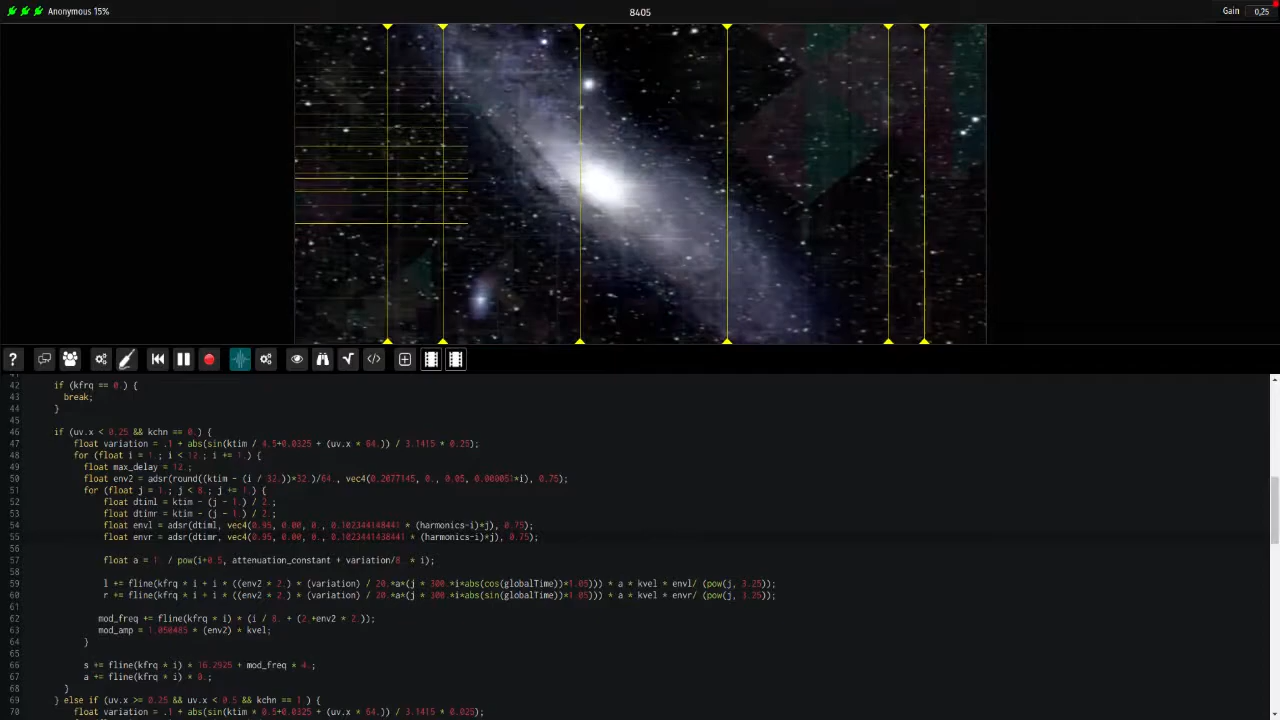 Anonymous 15%
8405
Gain 0,25
42 if (kfrq == 0.) {
43 break;
44 }
45
46 if (uv.x < 0.25 && kchn == 0.) {
47 float variation = .1 + abs(sin(ktim / 4.5+0.0325 + (uv.x * 64.)) / 3.1415 * 0.25);
48 for (float i = 1.; i < 12.; i += 1.) {
49 float max_delay = 12.;
50 float env2 = adsr(round((ktim - (i / 32.))*32.)/64., vec4(0.2077145, 0., 0.05, 0.000051*i), 0.75);
51 for (float j = 1.; j < 8.; j += 1.) {
52 float dtiml = ktim - (j - 1.) / 2.;
53 float dtimr = ktim - (j - 1.) / 2.;
54 float envl = adsr(dtiml, vec4(0.95, 0.00, 0., 0.102344148441 * (harmonics-i)*j), 0.75);
55 float envr = adsr(dtimr, vec4(0.95, 0.00, 0., 0.1023441438441 * (harmonics-i)*j), 0.75);
56
57 float a = 1. / pow(i+0.5, attenuation_constant + variation/8. * i);
58
59 l += fline(kfrq * i + i * ((env2 * 2.) * (variation) / 20.*a*(j * 300.*i*abs(cos(globalTime))*1.05))) * a * kvel * envl/ (pow(j, 3.25));
60 r += fline(kfrq * i + i * ((env2 * 2.) * (variation) / 20.*a*(j * 300.*i*abs(sin(globalTime))*1.05))) * a * kvel * envr/ (pow(j, 3.25));
61
62 mod_freq += fline(kfrq * i) * (i / 8. + (2.+env2 * 2.));
63 mod_amp = 1.050485 * (env2) * kvel;
64 }
65
66 s += fline(kfrq * i) * 16.2925 + mod_freq * 4.;
67 a += fline(kfrq * i) * 0.;
68 }
69 } else if (uv.x >= 0.25 && uv.x < 0.5 && kchn == 1.) {
70 float variation = .1 + abs(sin(ktim * 8.5+0.0325 + (uv.x * 64.)) / 3.1415 * 0.025);